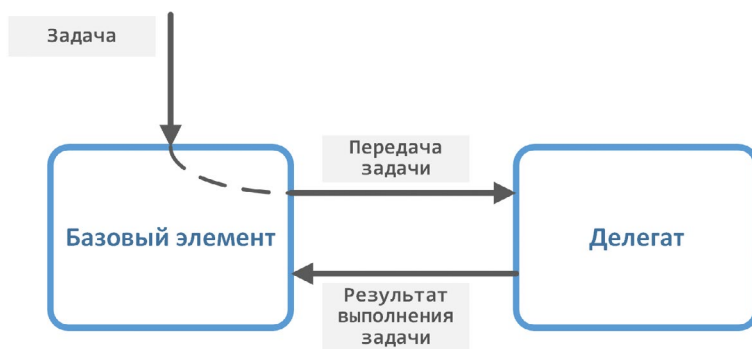 Задача
Передача
задачи
Базовый элемент
Делегат
Результат
выполнения
задачи